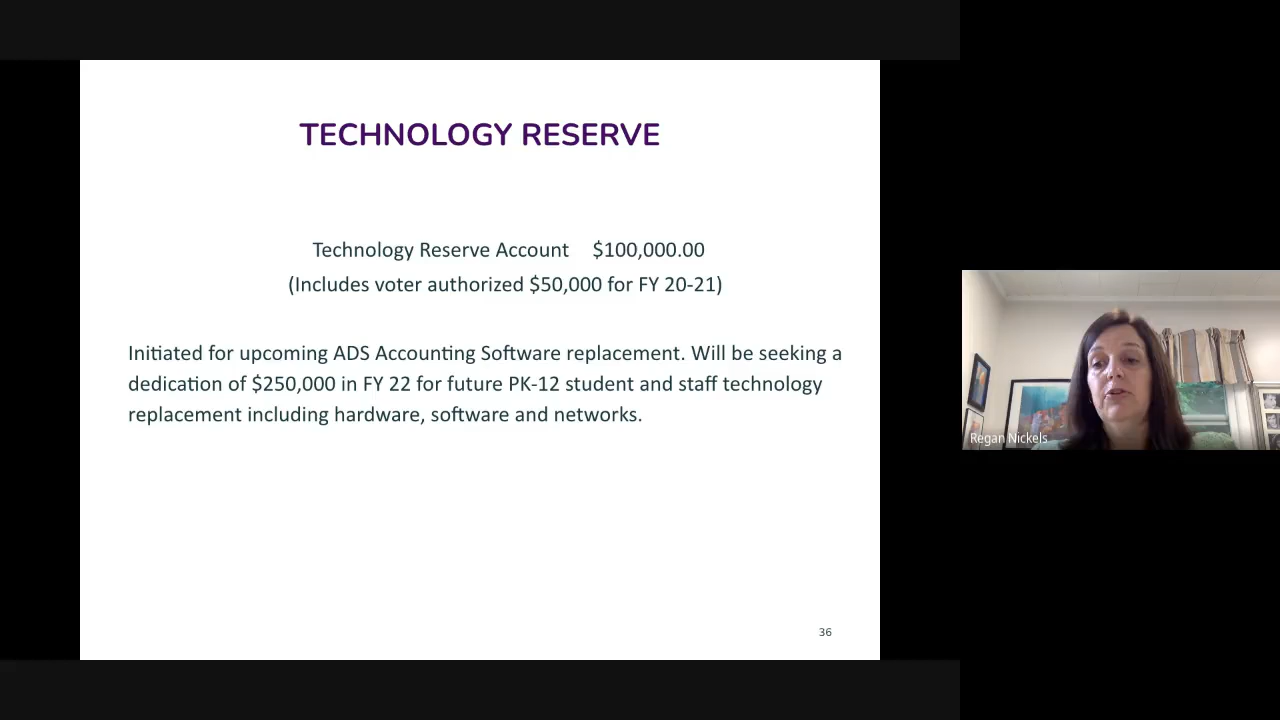 TECHNOLOGY RESERVE
Technology Reserve Account $100,000.00
(Includes voter authorized $50,000 for FY 20-21)
Initiated for upcoming ADS Accounting Software replacement. Will be seeking a
dedication of $250,000 in FY 22 for future PK-12 student and staff technology
replacement including hardware, software and networks.
36
Regan Nickels